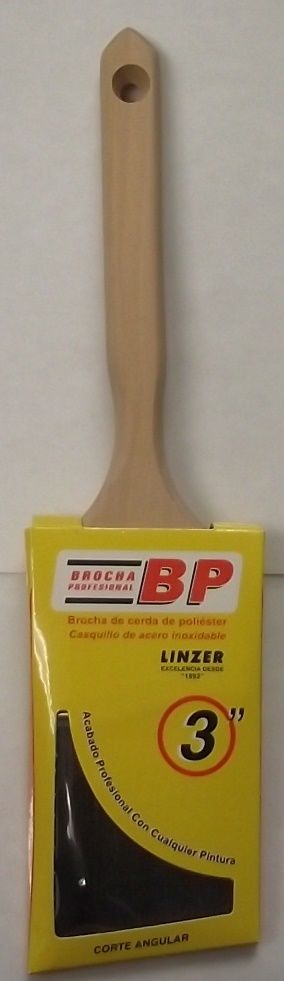 BROCHA
PROFESIONAL
BP
Brocha de cerda de poliéster
Casquillo de acero inoxidable
LINZER
EXCELENCIA DESDE
"1892"
3"
Acabado Profesional Con Cualquier Pintura
CORTE ANGULAR